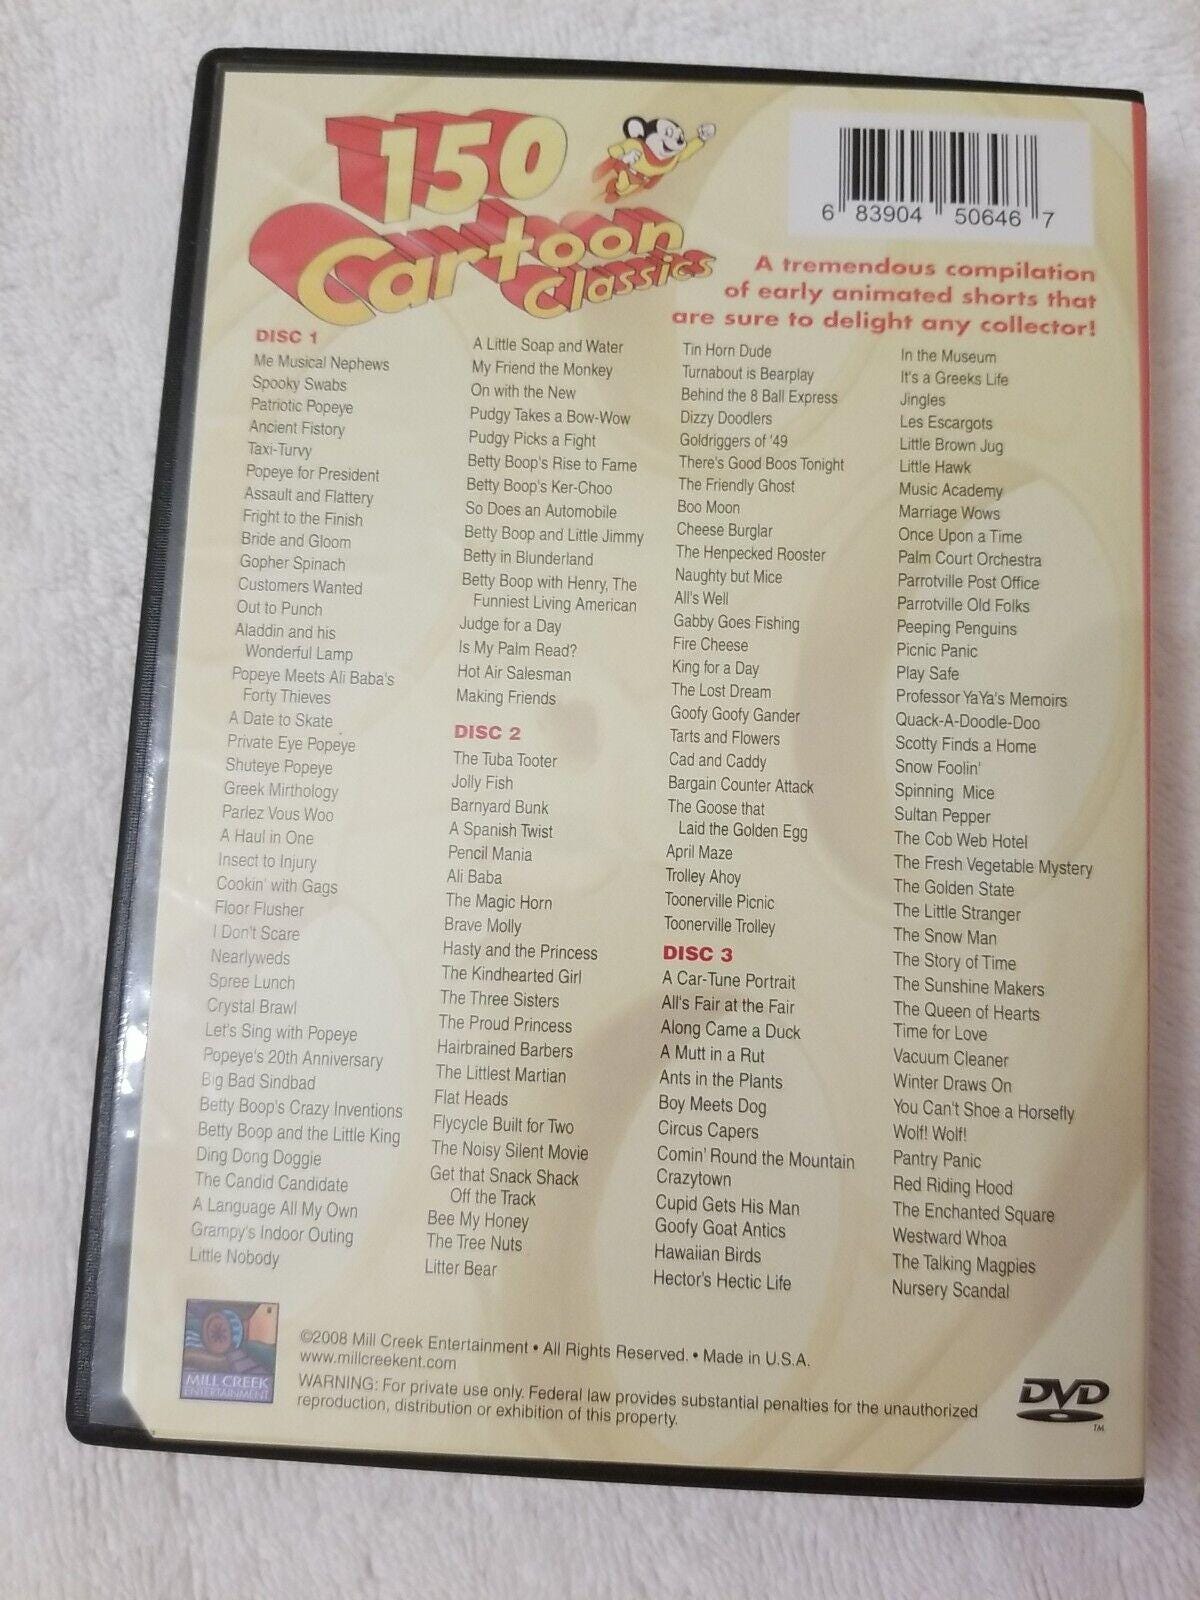 150
Cartoon
Classics
6 83904 50646 7
A tremendous compilation
of early animated shorts that
are sure to delight any collector!
DISC 1
Me Musical Nephews
Spooky Swabs
Patriotic Popeye
Ancient Fistory
Taxi-Turvy
Popeye for President
Assault and Flattery
Fright to the Finish
Bride and Gloom
Gopher Spinach
Customers Wanted
Out to Punch
Aladdin and his
Wonderful Lamp
Popeye Meets Ali Baba's
Forty Thieves
A Date to Skate
Private Eye Popeye
Shuteye Popeye
Greek Mirthology
Parlez Vous Woo
A Haul in One
Insect to Injury
Cookin' with Gags
Floor Flusher
I Don't Scare
Nearlyweds
Spree Lunch
Crystal Brawl
Let's Sing with Popeye
Popeye's 20th Anniversary
Big Bad Sindbad
Betty Boop's Crazy Inventions
Betty Boop and the Little King
Ding Dong Doggie
The Candid Candidate
A Language All My Own
Grampy's Indoor Outing
Little Nobody
A Little Soap and Water
My Friend the Monkey
On with the New
Pudgy Takes a Bow-Wow
Pudgy Picks a Fight
Betty Boop's Rise to Fame
Betty Boop's Ker-Choo
So Does an Automobile
Betty Boop and Little Jimmy
Betty in Blunderland
Betty Boop with Henry, The
Funniest Living American
Judge for a Day
Is My Palm Read?
Hot Air Salesman
Making Friends
DISC 2
The Tuba Tooter
Jolly Fish
Barnyard Bunk
A Spanish Twist
Pencil Mania
Ali Baba
The Magic Horn
Brave Molly
Hasty and the Princess
The Kindhearted Girl
The Three Sisters
The Proud Princess
Hairbrained Barbers
The Littlest Martian
Flat Heads
Flycycle Built for Two
The Noisy Silent Movie
Get that Snack Shack
Off the Track
Bee My Honey
The Tree Nuts
Litter Bear
Tin Horn Dude
Turnabout is Bearplay
Behind the 8 Ball Express
Dizzy Doodlers
Goldriggers of '49
There's Good Boos Tonight
The Friendly Ghost
Boo Moon
Cheese Burglar
The Henpecked Rooster
Naughty but Mice
All's Well
Gabby Goes Fishing
Fire Cheese
King for a Day
The Lost Dream
Goofy Goofy Gander
Tarts and Flowers
Cad and Caddy
Bargain Counter Attack
The Goose that
Laid the Golden Egg
April Maze
Trolley Ahoy
Toonerville Picnic
Toonerville Trolley
DISC 3
A Car-Tune Portrait
All's Fair at the Fair
Along Came a Duck
A Mutt in a Rut
Ants in the Plants
Boy Meets Dog
Circus Capers
Comin' Round the Mountain
Crazytown
Cupid Gets His Man
Goofy Goat Antics
Hawaiian Birds
Hector's Hectic Life
In the Museum
It's a Greeks Life
Jingles
Les Escargots
Little Brown Jug
Little Hawk
Music Academy
Marriage Wows
Once Upon a Time
Palm Court Orchestra
Parrotville Post Office
Parrotville Old Folks
Peeping Penguins
Picnic Panic
Play Safe
Professor YaYa's Memoirs
Quack-A-Doodle-Doo
Scotty Finds a Home
Snow Foolin'
Spinning Mice
Sultan Pepper
The Cob Web Hotel
The Fresh Vegetable Mystery
The Golden State
The Little Stranger
The Snow Man
The Story of Time
The Sunshine Makers
The Queen of Hearts
Time for Love
Vacuum Cleaner
Winter Draws On
You Can't Shoe a Horsefly
Wolf! Wolf!
Pantry Panic
Red Riding Hood
The Enchanted Square
Westward Whoa
The Talking Magpies
Nursery Scandal
MILL CREEK
ENTERTAINMENT
©2008 Mill Creek Entertainment • All Rights Reserved. • Made in U.S.A.
www.millcreekent.com
WARNING: For private use only. Federal law provides substantial penalties for the unauthorized
reproduction, distribution or exhibition of this property.
DVD
TM